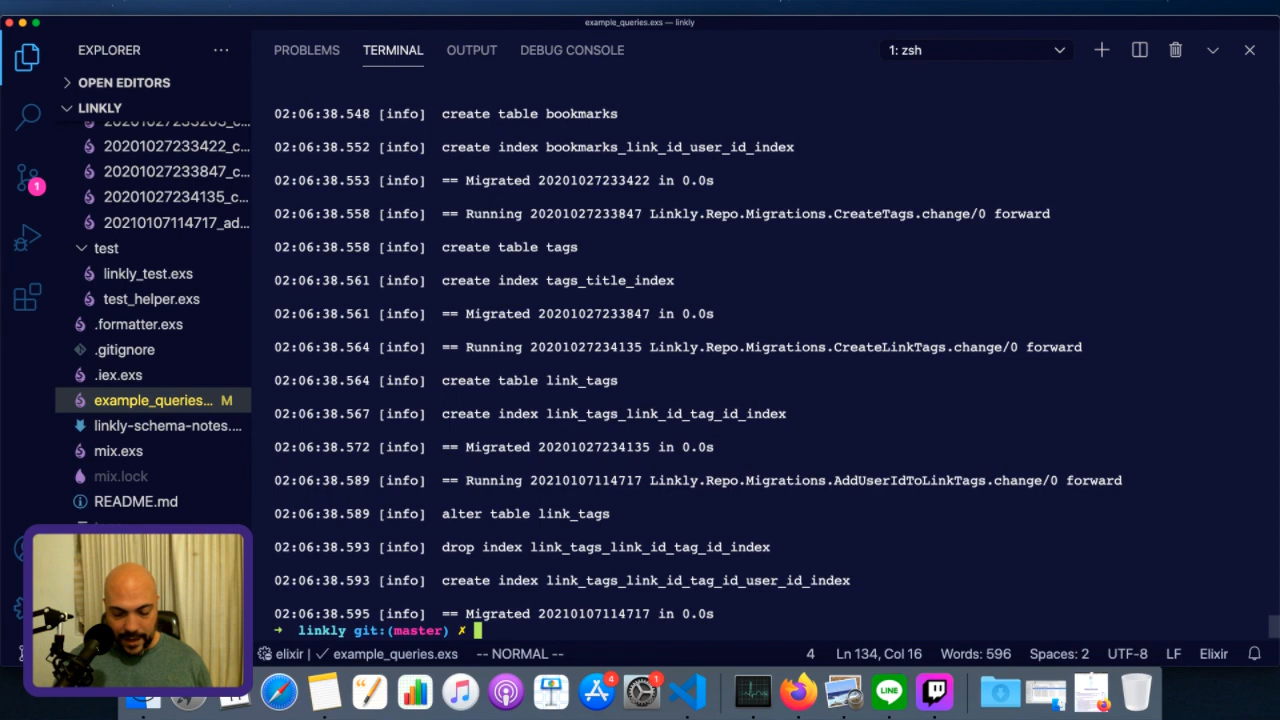 example_queries.exs — linkly
EXPLORER ···
PROBLEMS TERMINAL OUTPUT DEBUG CONSOLE 1: zsh
OPEN EDITORS
LINKLY
20201027233422_c...
20201027233847_c...
20201027234135_c...
20210107114717_ad...
test
linkly_test.exs
test_helper.exs
.formatter.exs
.gitignore
.iex.exs
example_queries... M
linkly-schema-notes....
mix.exs
mix.lock
README.md
1
02:06:38.548 [info] create table bookmarks
02:06:38.552 [info] create index bookmarks_link_id_user_id_index
02:06:38.553 [info] == Migrated 20201027233422 in 0.0s
02:06:38.558 [info] == Running 20201027233847 Linkly.Repo.Migrations.CreateTags.change/0 forward
02:06:38.558 [info] create table tags
02:06:38.561 [info] create index tags_title_index
02:06:38.561 [info] == Migrated 20201027233847 in 0.0s
02:06:38.564 [info] == Running 20201027234135 Linkly.Repo.Migrations.CreateLinkTags.change/0 forward
02:06:38.564 [info] create table link_tags
02:06:38.567 [info] create index link_tags_link_id_tag_id_index
02:06:38.572 [info] == Migrated 20201027234135 in 0.0s
02:06:38.589 [info] == Running 20210107114717 Linkly.Repo.Migrations.AddUserIdToLinkTags.change/0 forward
02:06:38.589 [info] alter table link_tags
02:06:38.593 [info] drop index link_tags_link_id_tag_id_index
02:06:38.593 [info] create index link_tags_link_id_tag_id_user_id_index
02:06:38.595 [info] == Migrated 20210107114717 in 0.0s
→ linkly git:(master) ✗
elixir | ✓ example_queries.exs -- NORMAL -- 4 Ln 134, Col 16 Words: 596 Spaces: 2 UTF-8 LF Elixir
4
1
LINE